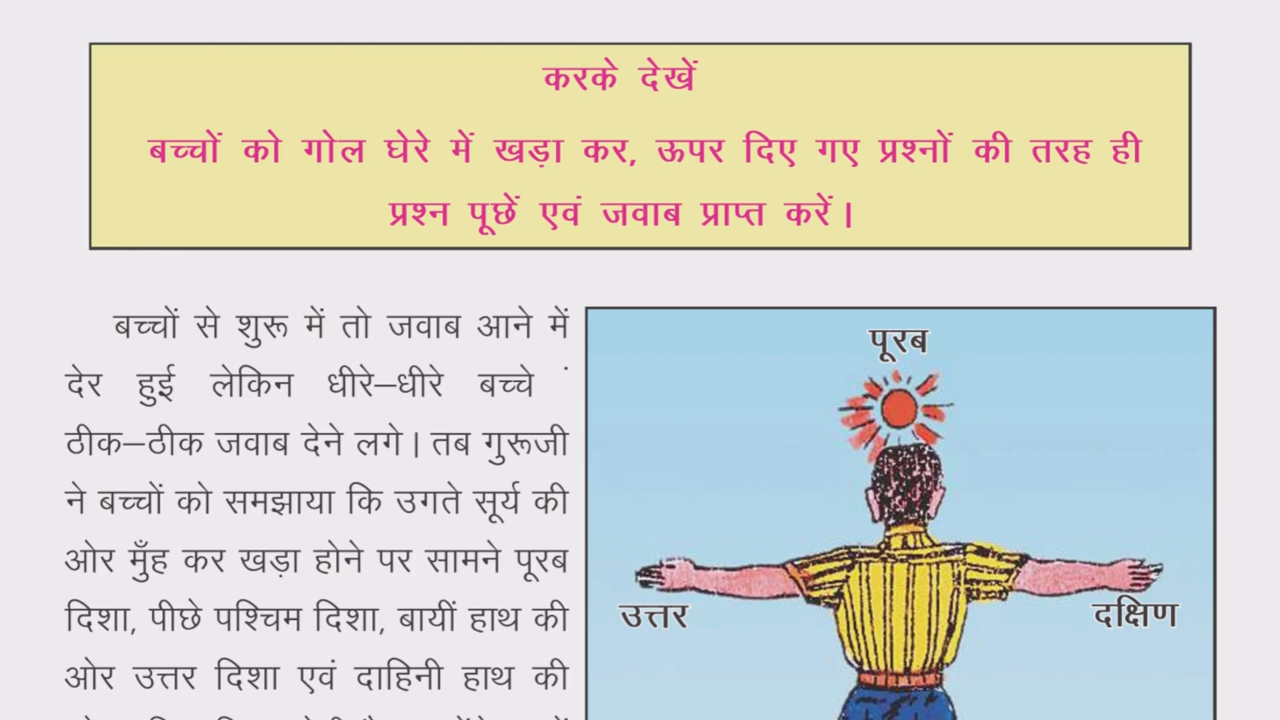 करके देखें
बच्चों को गोल घेरे में खड़ा कर, ऊपर दिए गए प्रश्नों की तरह ही
प्रश्न पूछें एवं जवाब प्राप्त करें।
बच्चों से शुरू में तो जवाब आने में
देर हुई लेकिन धीरे–धीरे बच्चे
ठीक–ठीक जवाब देने लगे। तब गुरूजी
ने बच्चों को समझाया कि उगते सूर्य की
ओर मुँह कर खड़ा होने पर सामने पूरब
दिशा, पीछे पश्चिम दिशा, बायीं हाथ की
ओर उत्तर दिशा एवं दाहिनी हाथ की
पूरब
उत्तर
दक्षिण